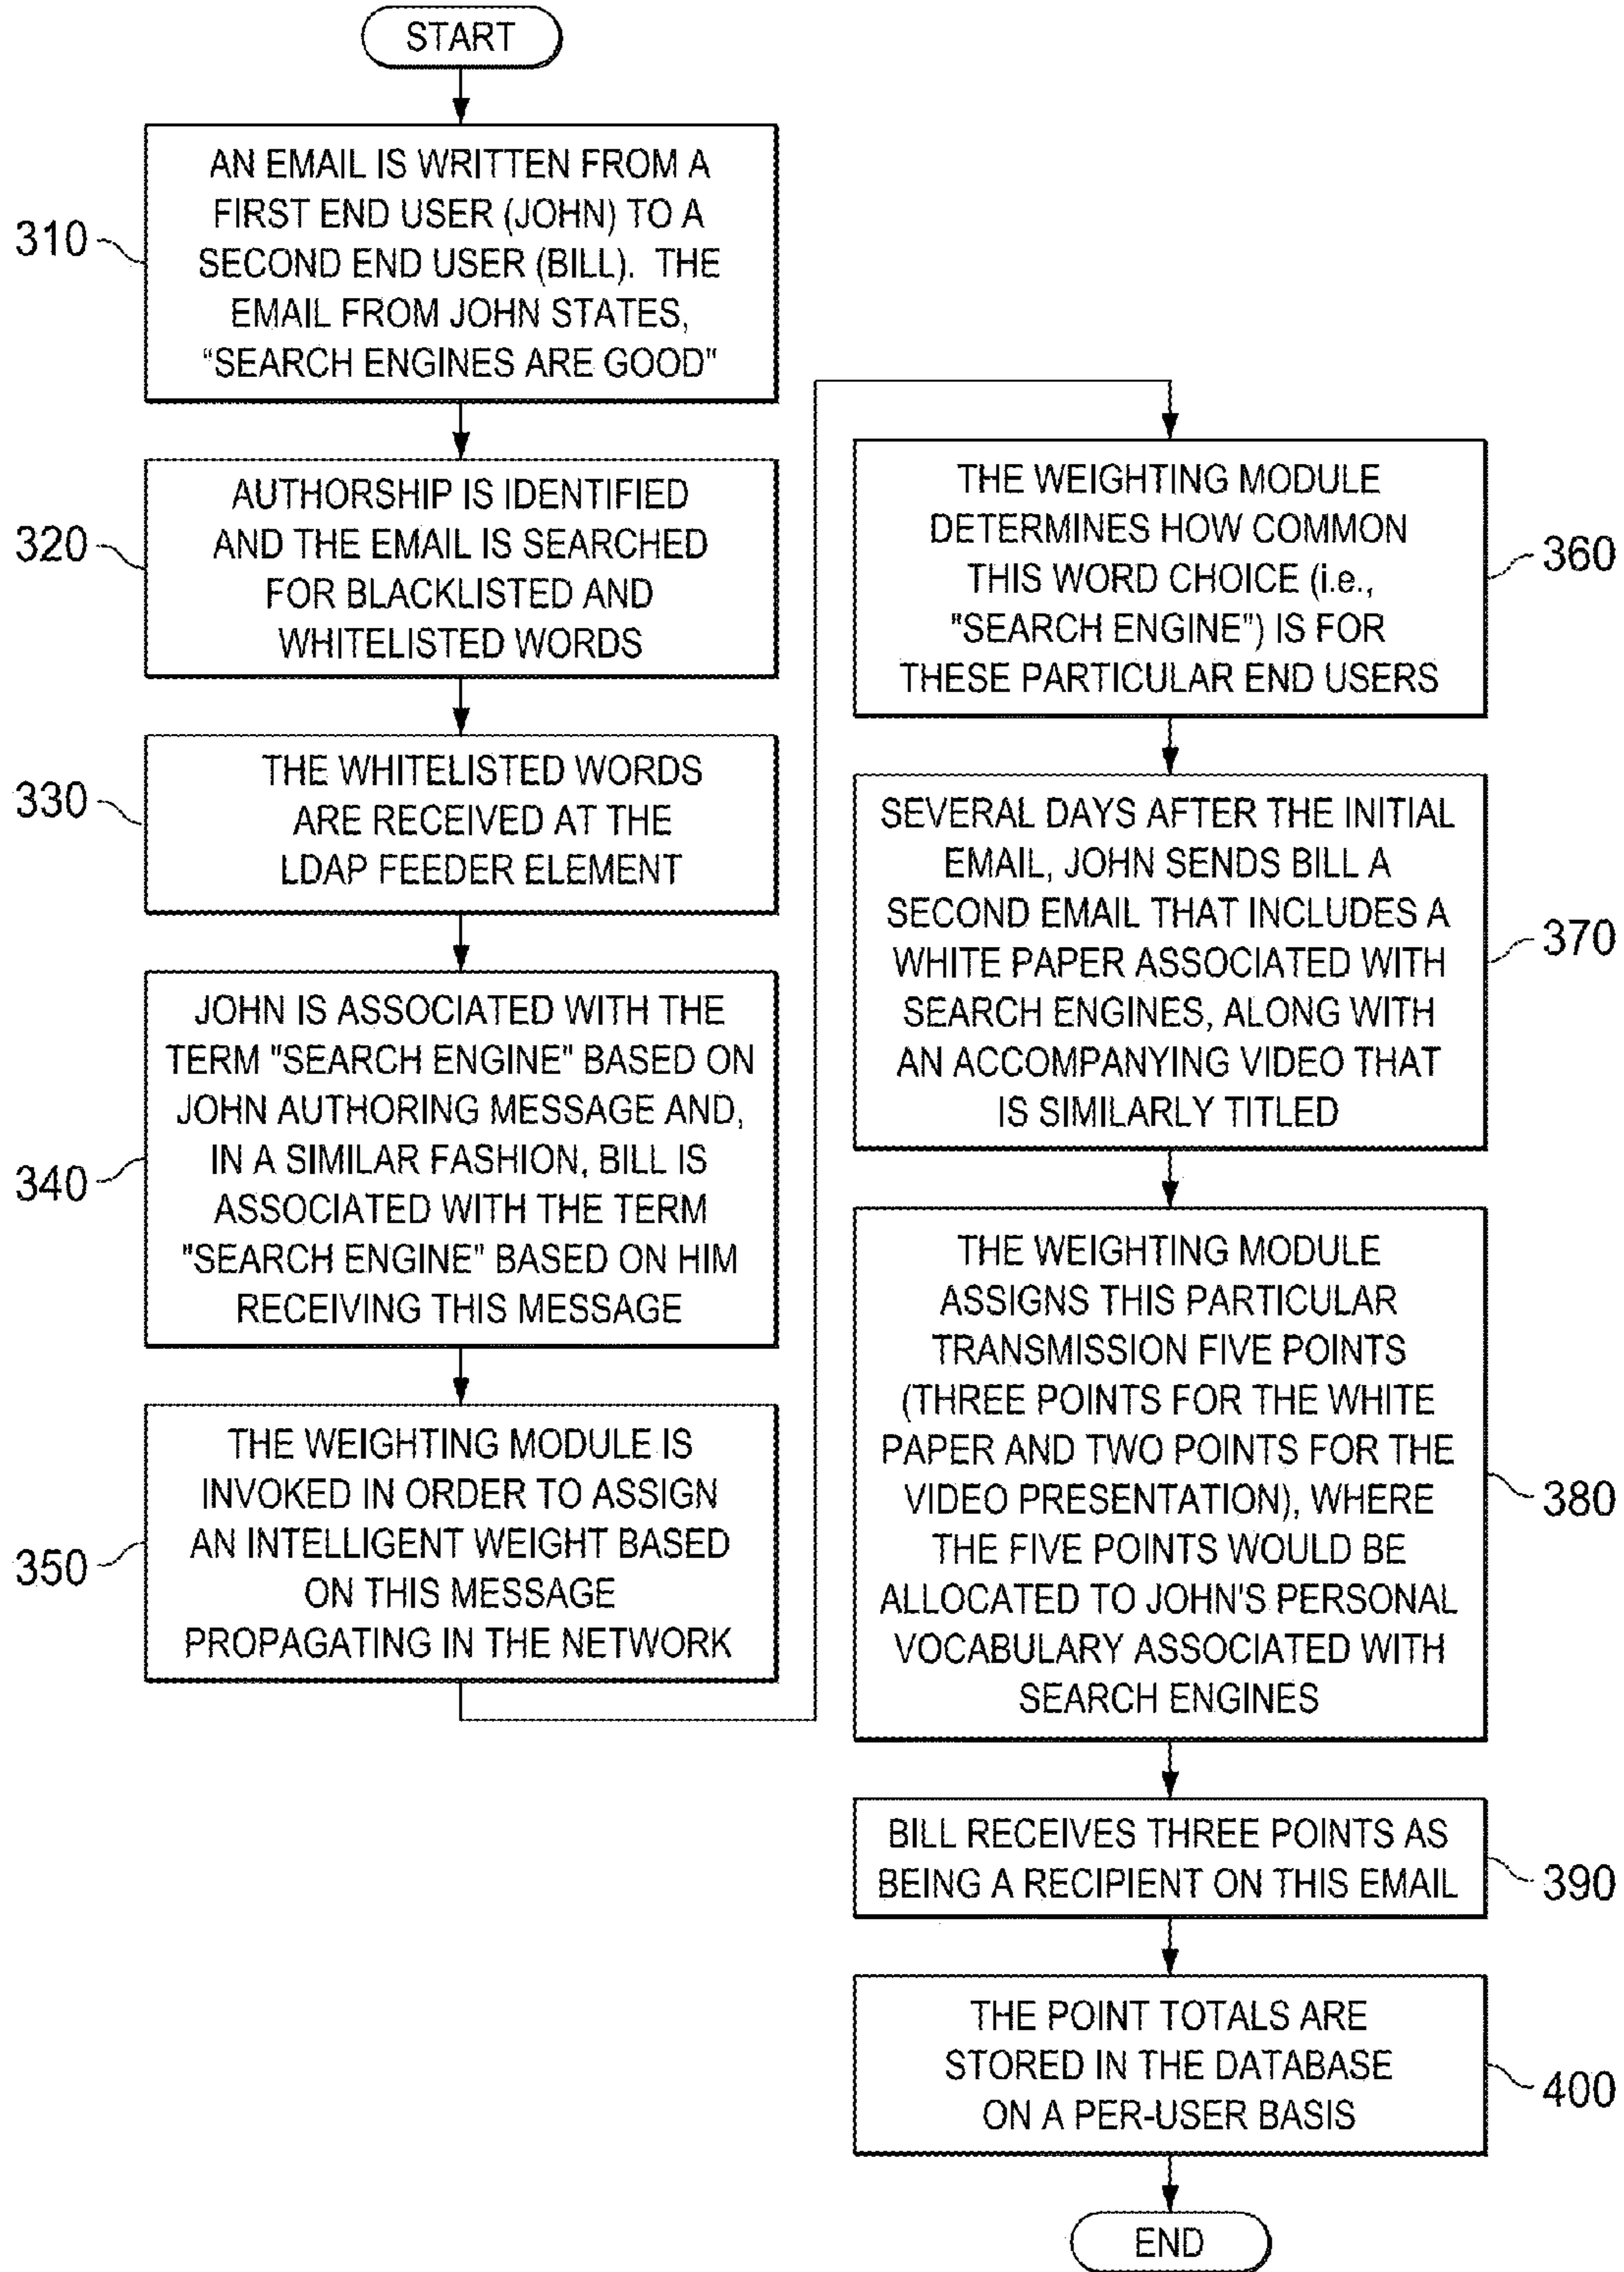 START
310
AN EMAIL IS WRITTEN FROM A
FIRST END USER (JOHN) TO A
SECOND END USER (BILL). THE
EMAIL FROM JOHN STATES,
"SEARCH ENGINES ARE GOOD"
320
AUTHORSHIP IS IDENTIFIED
AND THE EMAIL IS SEARCHED
FOR BLACKLISTED AND
WHITELISTED WORDS
330
THE WHITELISTED WORDS
ARE RECEIVED AT THE
LDAP FEEDER ELEMENT
340
JOHN IS ASSOCIATED WITH THE
TERM "SEARCH ENGINE" BASED ON
JOHN AUTHORING MESSAGE AND,
IN A SIMILAR FASHION, BILL IS
ASSOCIATED WITH THE TERM
"SEARCH ENGINE" BASED ON HIM
RECEIVING THIS MESSAGE
350
THE WEIGHTING MODULE IS
INVOKED IN ORDER TO ASSIGN
AN INTELLIGENT WEIGHT BASED
ON THIS MESSAGE
PROPAGATING IN THE NETWORK
THE WEIGHTING MODULE
DETERMINES HOW COMMON
THIS WORD CHOICE (i.e.,
"SEARCH ENGINE") IS FOR
THESE PARTICULAR END USERS
360
SEVERAL DAYS AFTER THE INITIAL
EMAIL, JOHN SENDS BILL A
SECOND EMAIL THAT INCLUDES A
WHITE PAPER ASSOCIATED WITH
SEARCH ENGINES, ALONG WITH
AN ACCOMPANYING VIDEO THAT
IS SIMILARLY TITLED
370
THE WEIGHTING MODULE
ASSIGNS THIS PARTICULAR
TRANSMISSION FIVE POINTS
(THREE POINTS FOR THE WHITE
PAPER AND TWO POINTS FOR THE
VIDEO PRESENTATION), WHERE
THE FIVE POINTS WOULD BE
ALLOCATED TO JOHN'S PERSONAL
VOCABULARY ASSOCIATED WITH
SEARCH ENGINES
380
BILL RECEIVES THREE POINTS AS
BEING A RECIPIENT ON THIS EMAIL
390
THE POINT TOTALS ARE
STORED IN THE DATABASE
ON A PER-USER BASIS
400
END